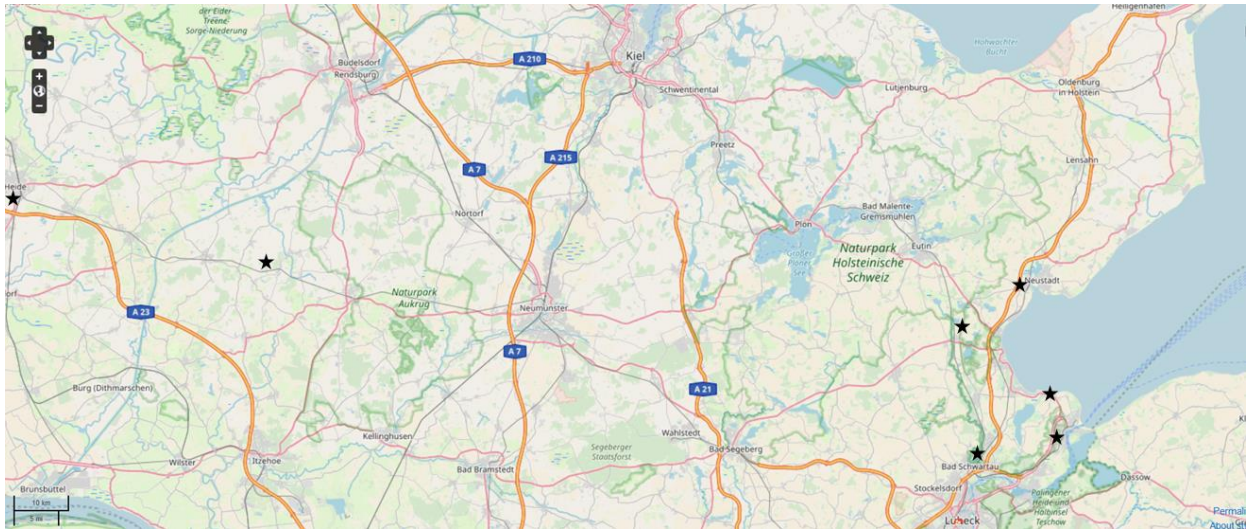 der Eider
Treene-
Sorge-Niederung
Heiligenhafen
Hohwachter
Bucht
Kiel
A 210
Büdelsdorf
Rendsburg)
Schwentinental
Lütjenburg
Oldenburg
in Holstein
+
−
Preetz
A 215
A 7
Lensahn
Heide
Nortorf
Bad Malente-
Gremsmühlen
Plön
Eutin
Großer
Plöner
See
Naturpark
Holsteinische
Schweiz
Neustadt
dorf
Naturpark
Aukrug
A 23
Neumünster
A 7
Burg (Dithmarschen)
A 21
Kellinghusen
Wahlstedt
Bad Segeberg
Segeberger
Staatsforst
Wilster
Itzehoe
Bad Bramstedt
Bad Schwartau
Stockelsdorf
Dassow
Brunsbüttel
Palingener
Heide und
Halbinsel
Teschow
10 km
5 mi
Lübeck
Permali
About s